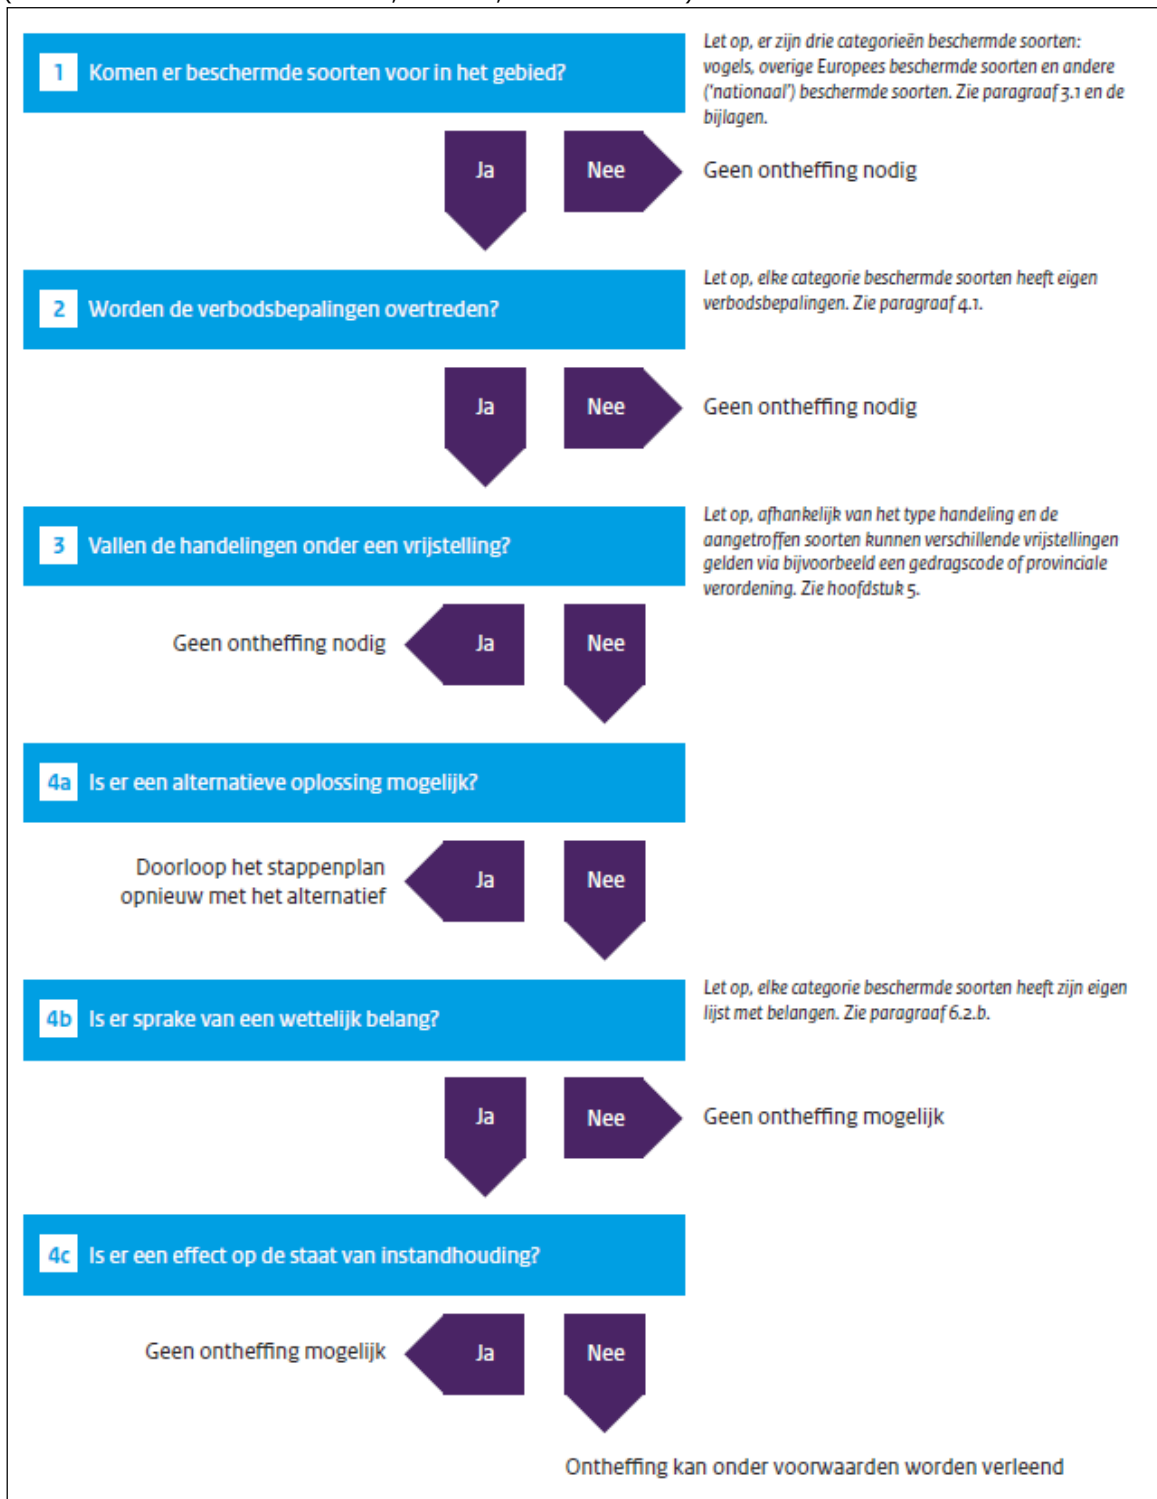 1 Komen er beschermde soorten voor in het gebied?
Let op, er zijn drie categorieën beschermde soorten:
vogels, overige Europees beschermde soorten en andere
('nationaal') beschermde soorten. Zie paragraaf 3.1 en de
bijlagen.
Ja
Nee
Geen ontheffing nodig
2 Worden de verbodsbepalingen overtreden?
Let op, elke categorie beschermde soorten heeft eigen
verbodsbepalingen. Zie paragraaf 4.1.
Ja
Nee
Geen ontheffing nodig
3 Vallen de handelingen onder een vrijstelling?
Let op, afhankelijk van het type handeling en de
aangetroffen soorten kunnen verschillende vrijstellingen
gelden via bijvoorbeeld een gedragscode of provinciale
verordening. Zie hoofdstuk 5.
Geen ontheffing nodig
Ja
Nee
4a Is er een alternatieve oplossing mogelijk?
Doorloop het stappenplan
opnieuw met het alternatief
Ja
Nee
4b Is er sprake van een wettelijk belang?
Let op, elke categorie beschermde soorten heeft zijn eigen
lijst met belangen. Zie paragraaf 6.2.b.
Ja
Nee
Geen ontheffing mogelijk
4c Is er een effect op de staat van instandhouding?
Geen ontheffing mogelijk
Ja
Nee
Ontheffing kan onder voorwaarden worden verleend